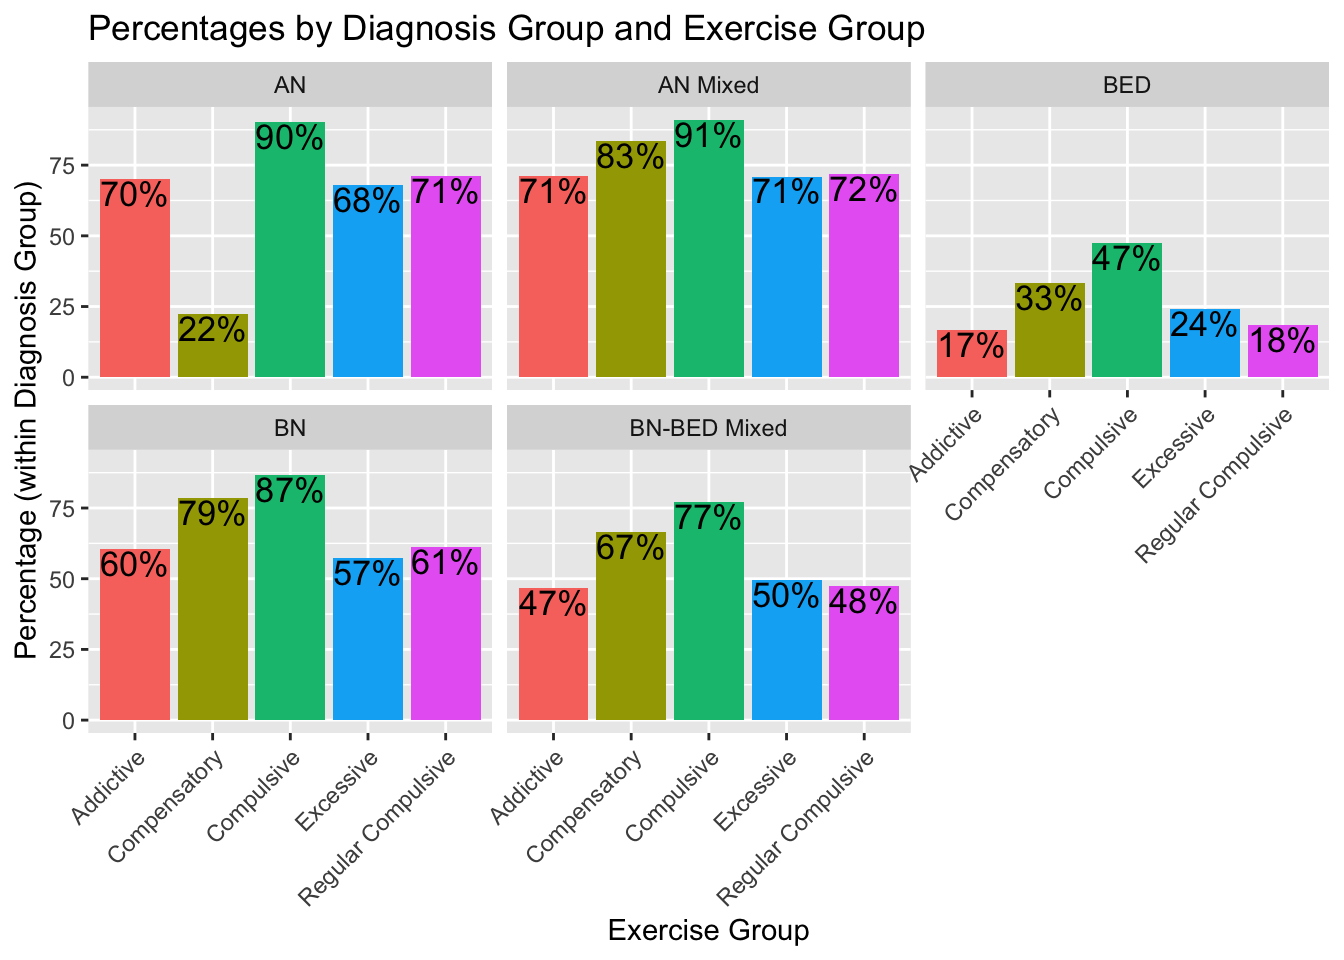 Percentages by Diagnosis Group and Exercise Group
Percentage (within Diagnosis Group)
AN
75
50
25
0
70%
22%
90%
68%
71%
AN Mixed
71%
83%
91%
71%
72%
BED
17%
33%
47%
24%
18%
Addictive
Compensatory
Compulsive
Excessive
Regular Compulsive
BN
75
50
25
0
60%
79%
87%
57%
61%
Addictive
Compensatory
Compulsive
Excessive
Regular Compulsive
BN-BED Mixed
47%
67%
77%
50%
48%
Addictive
Compensatory
Compulsive
Excessive
Regular Compulsive
Exercise Group